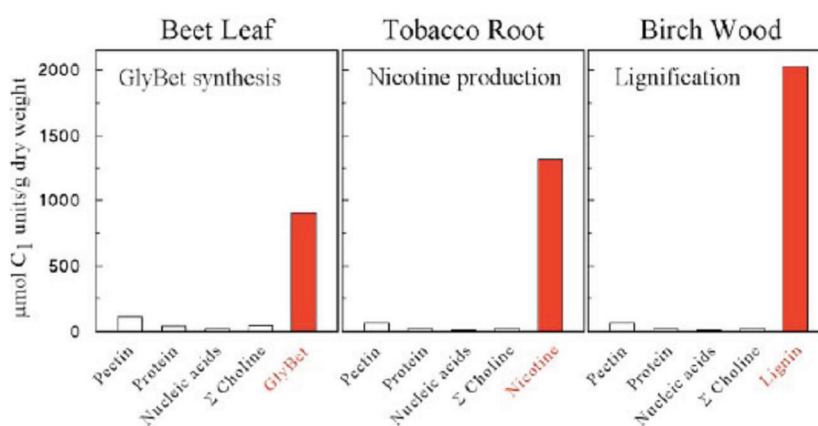 Beet Leaf
Tobacco Root
Birch Wood
GlyBet synthesis
Nicotine production
Lignification
μmol C1 units/g dry weight
2000
1500
1000
500
0
Pectin
Protein
Nucleic acids
Σ Choline
GlyBet
Pectin
Protein
Nucleic acids
Σ Choline
Nicotine
Pectin
Protein
Nucleic acids
Σ Choline
Lignin